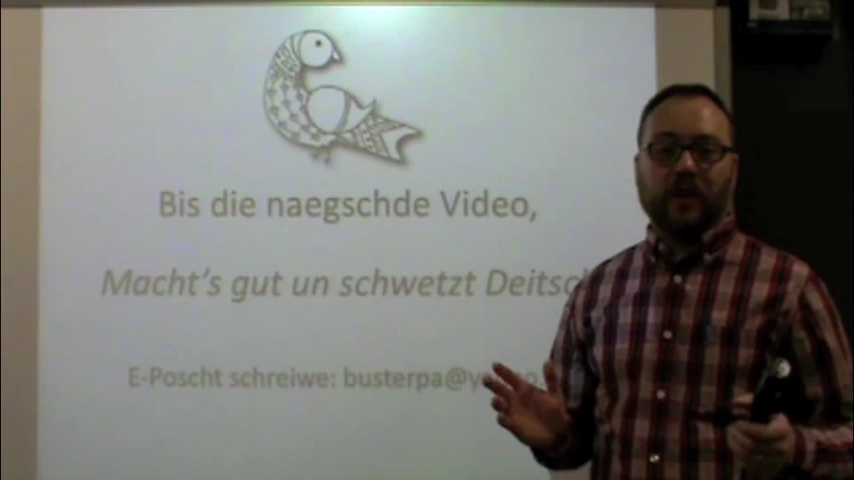 Bis die naegschde Video,
Macht's gut un schwetzt
E-Poscht schreiwe: